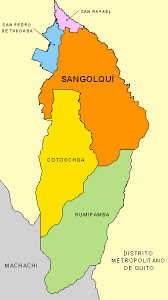 SAN RAFAEL
SAN PEDRO
DE TABOADA
SANGOLQUÍ
COTOGCHOA
RUMIPAMBA
MACHACHI
DISTRITO
METROPOLITANO
DE QUITO